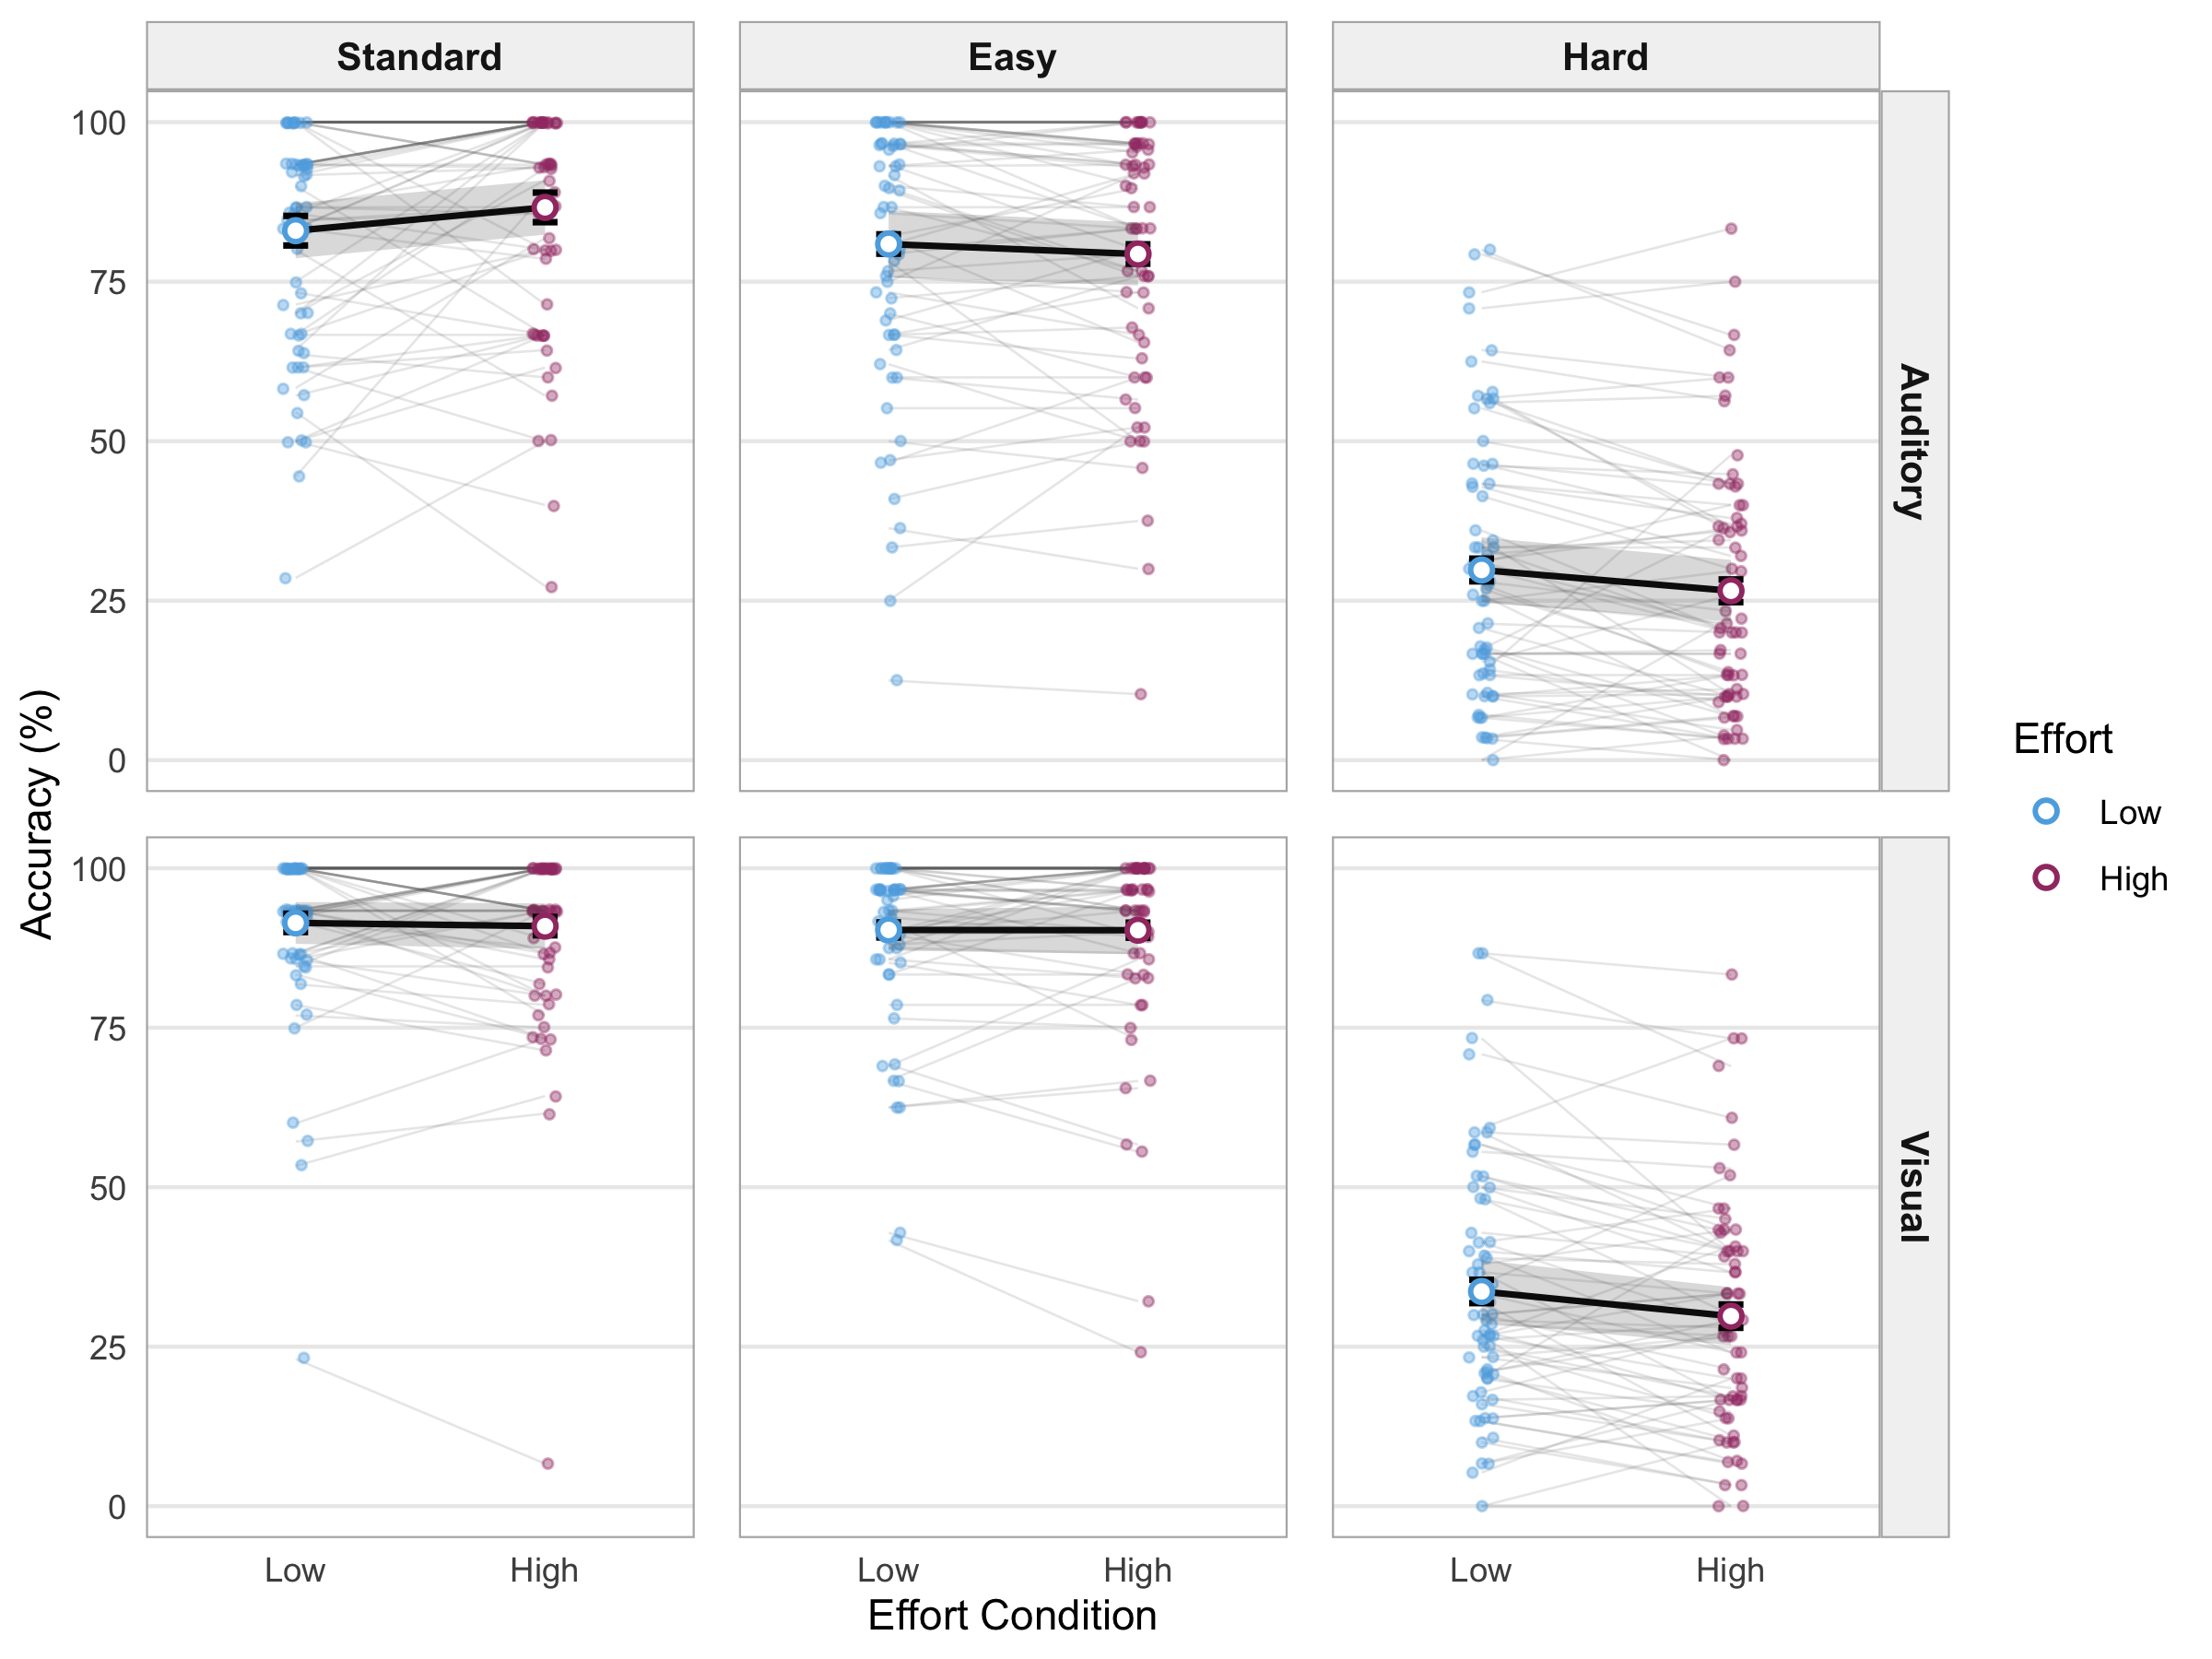 Standard
Easy
Hard
100
75
50
25
0
Auditory
100
75
50
25
0
Visual
Accuracy (%)
Low
High
Low
High
Low
High
Effort Condition
Effort
Low
High